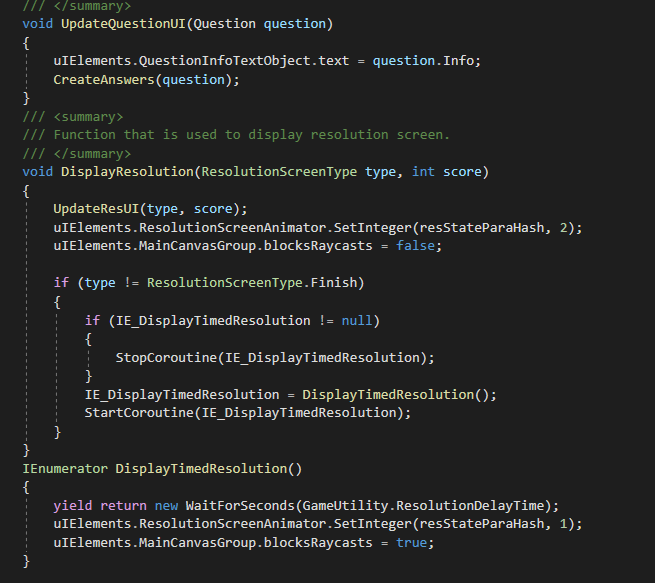 /// </summary>
void UpdateQuestionUI(Question question)
{
uIElements.QuestionInfoTextObject.text = question.Info;
CreateAnswers(question);
}
/// <summary>
/// Function that is used to display resolution screen.
/// </summary>
void DisplayResolution(ResolutionScreenType type, int score)
{
UpdateResUI(type, score);
uIElements.ResolutionScreenAnimator.SetInteger(resStateParaHash, 2);
uIElements.MainCanvasGroup.blocksRaycasts = false;
if (type != ResolutionScreenType.Finish)
{
if (IE_DisplayTimedResolution != null)
{
StopCoroutine(IE_DisplayTimedResolution);
}
IE_DisplayTimedResolution = DisplayTimedResolution();
StartCoroutine(IE_DisplayTimedResolution);
}
}
IEnumerator DisplayTimedResolution()
{
yield return new WaitForSeconds(GameUtility.ResolutionDelayTime);
uIElements.ResolutionScreenAnimator.SetInteger(resStateParaHash, 1);
uIElements.MainCanvasGroup.blocksRaycasts = true;
}